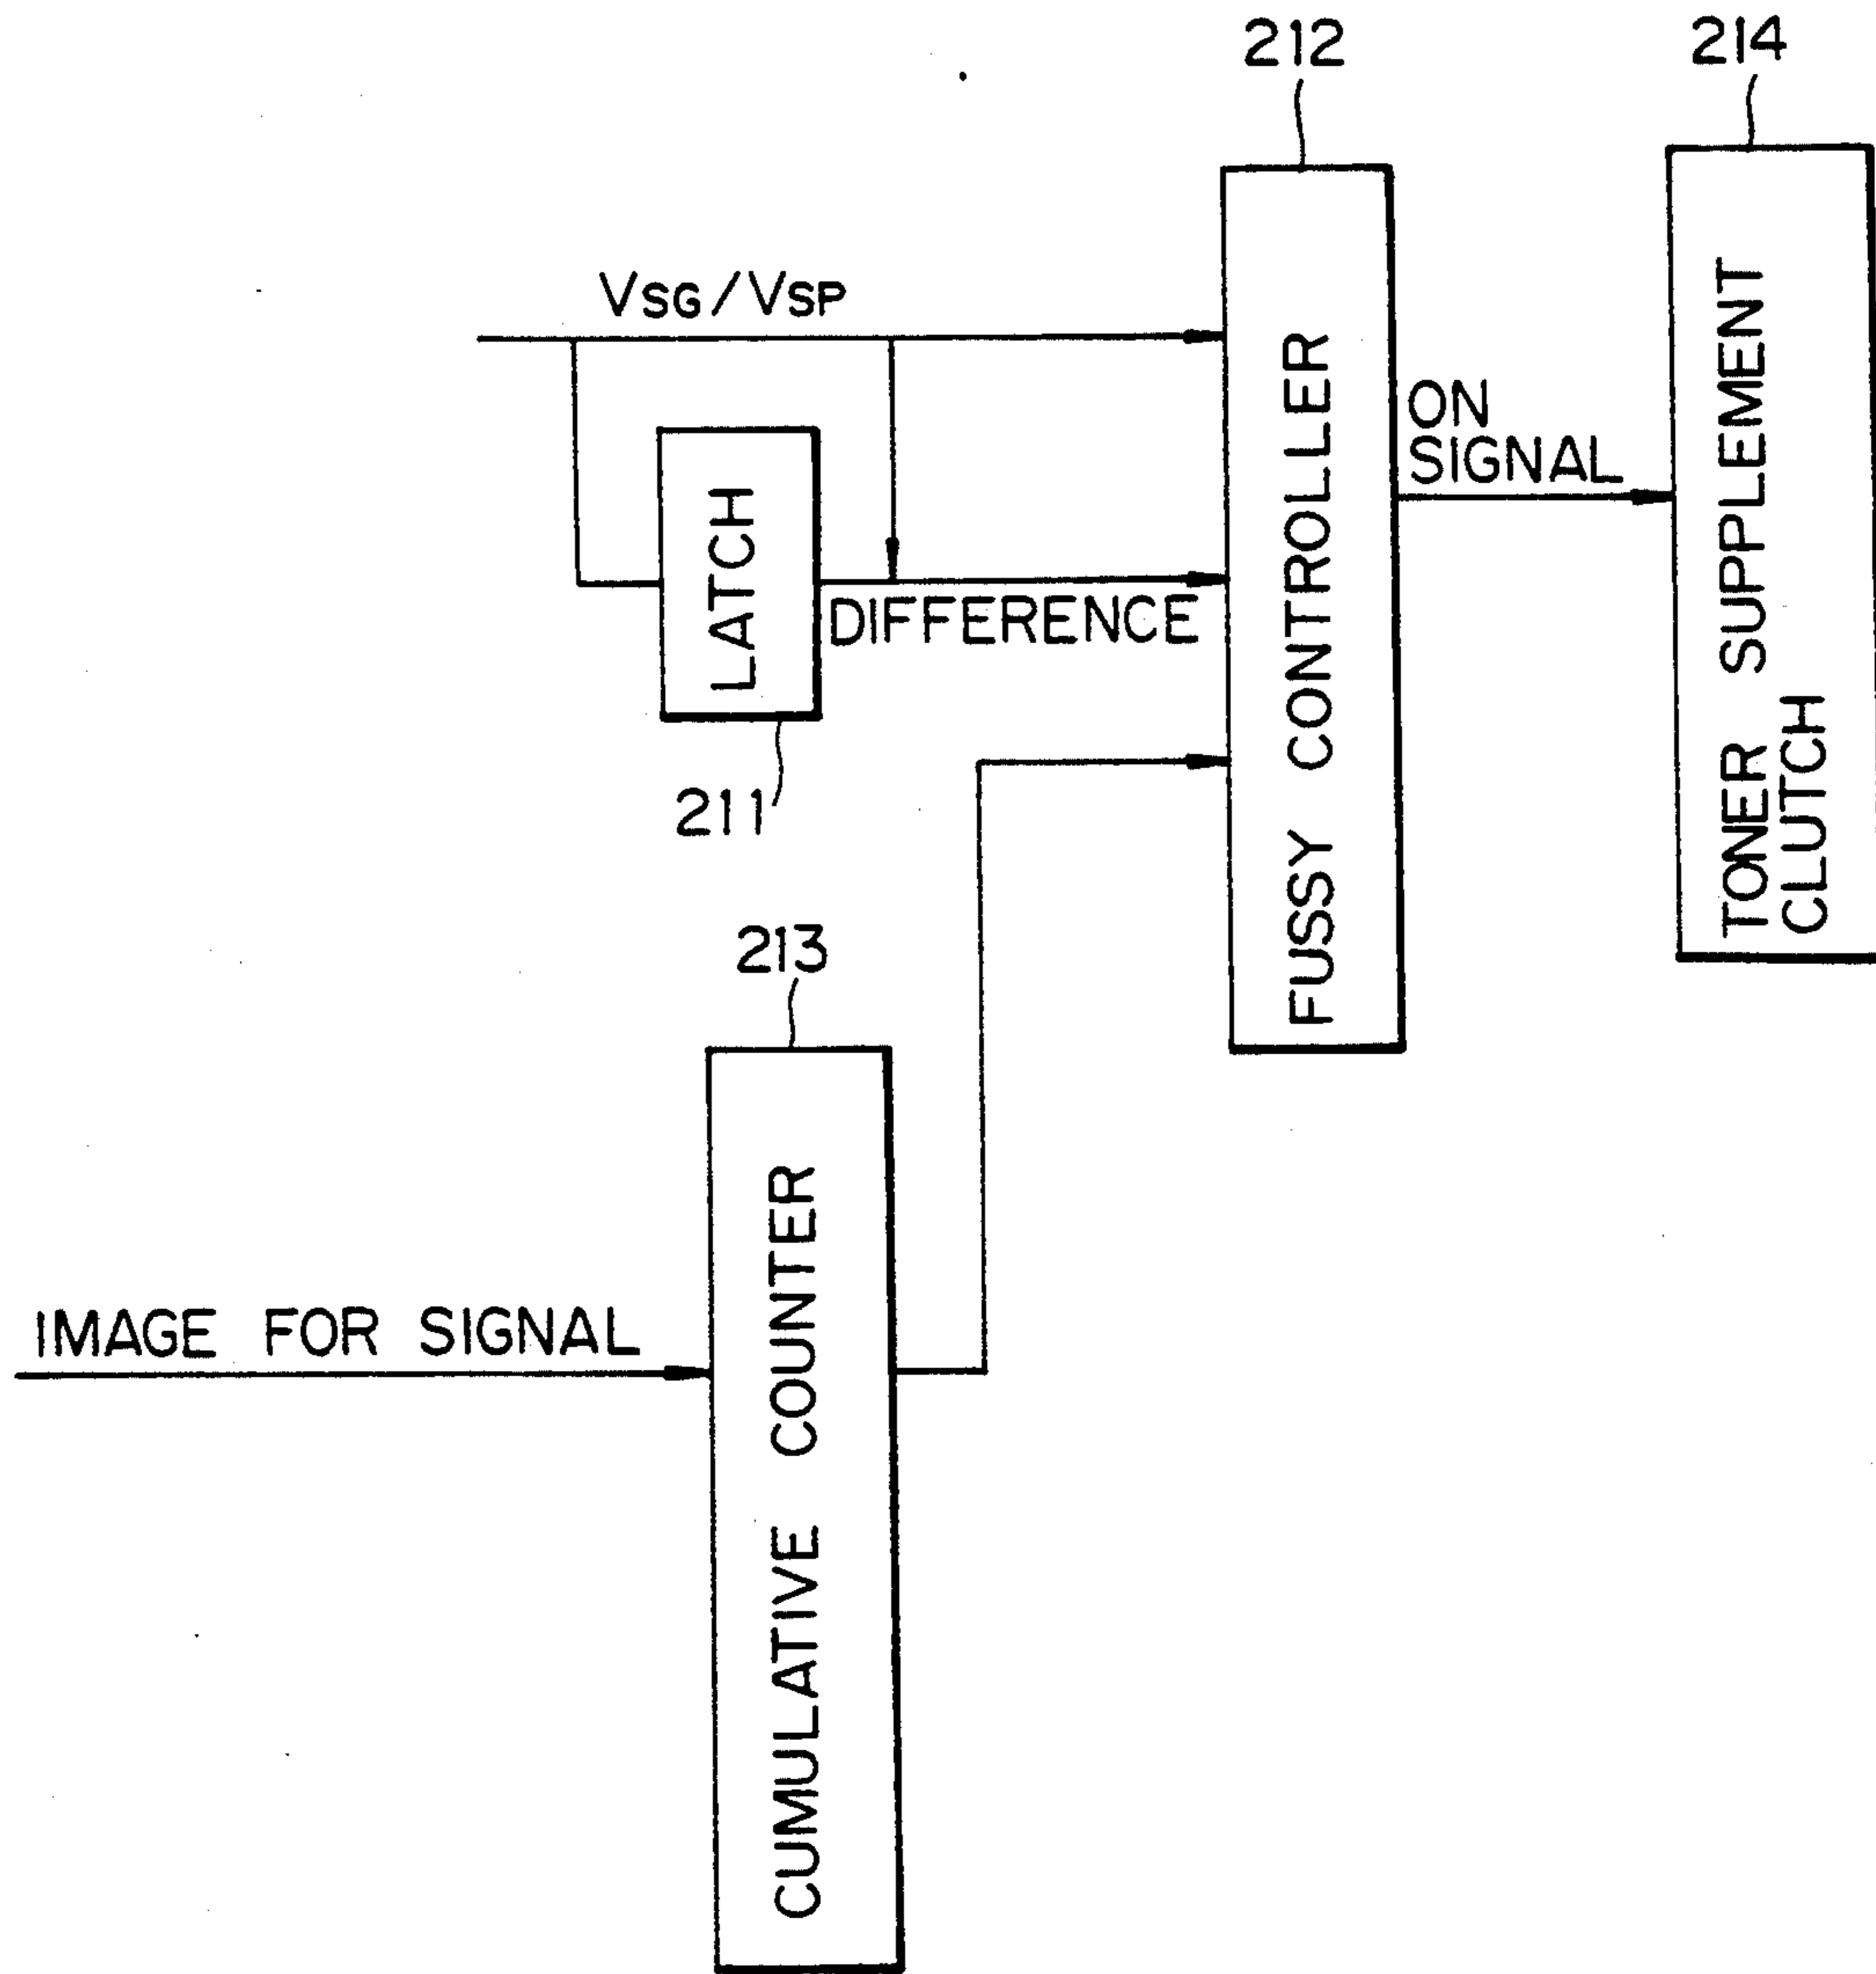 212
214
VSG/VSP
ON
SIGNAL
LATCH
DIFFERENCE
211
FUSSY CONTROLLER
TONER SUPPLEMENT
CLUTCH
213
IMAGE FOR SIGNAL
CUMULATIVE COUNTER